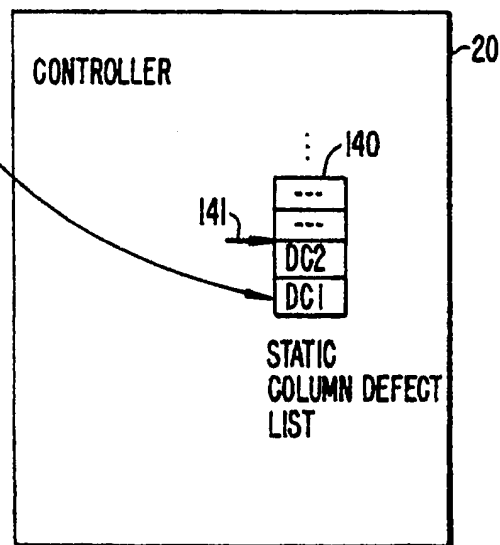 20
CONTROLLER
140
---
141
---
DC2
DC1
STATIC
COLUMN DEFECT
LIST